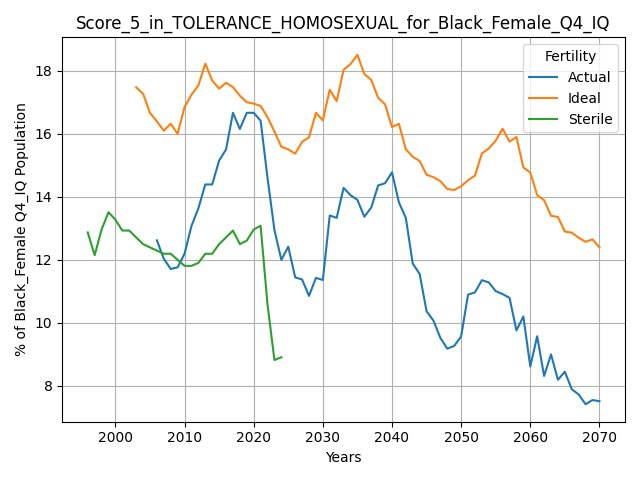 Score_5_in_TOLERANCE_HOMOSEXUAL_for_Black_Female_Q4_IQ
Fertility
Actual
Ideal
Sterile
% of Black_Female Q4_IQ Population
18
16
14
12
10
8
2000 2010 2020 2030 2040 2050 2060 2070
Years